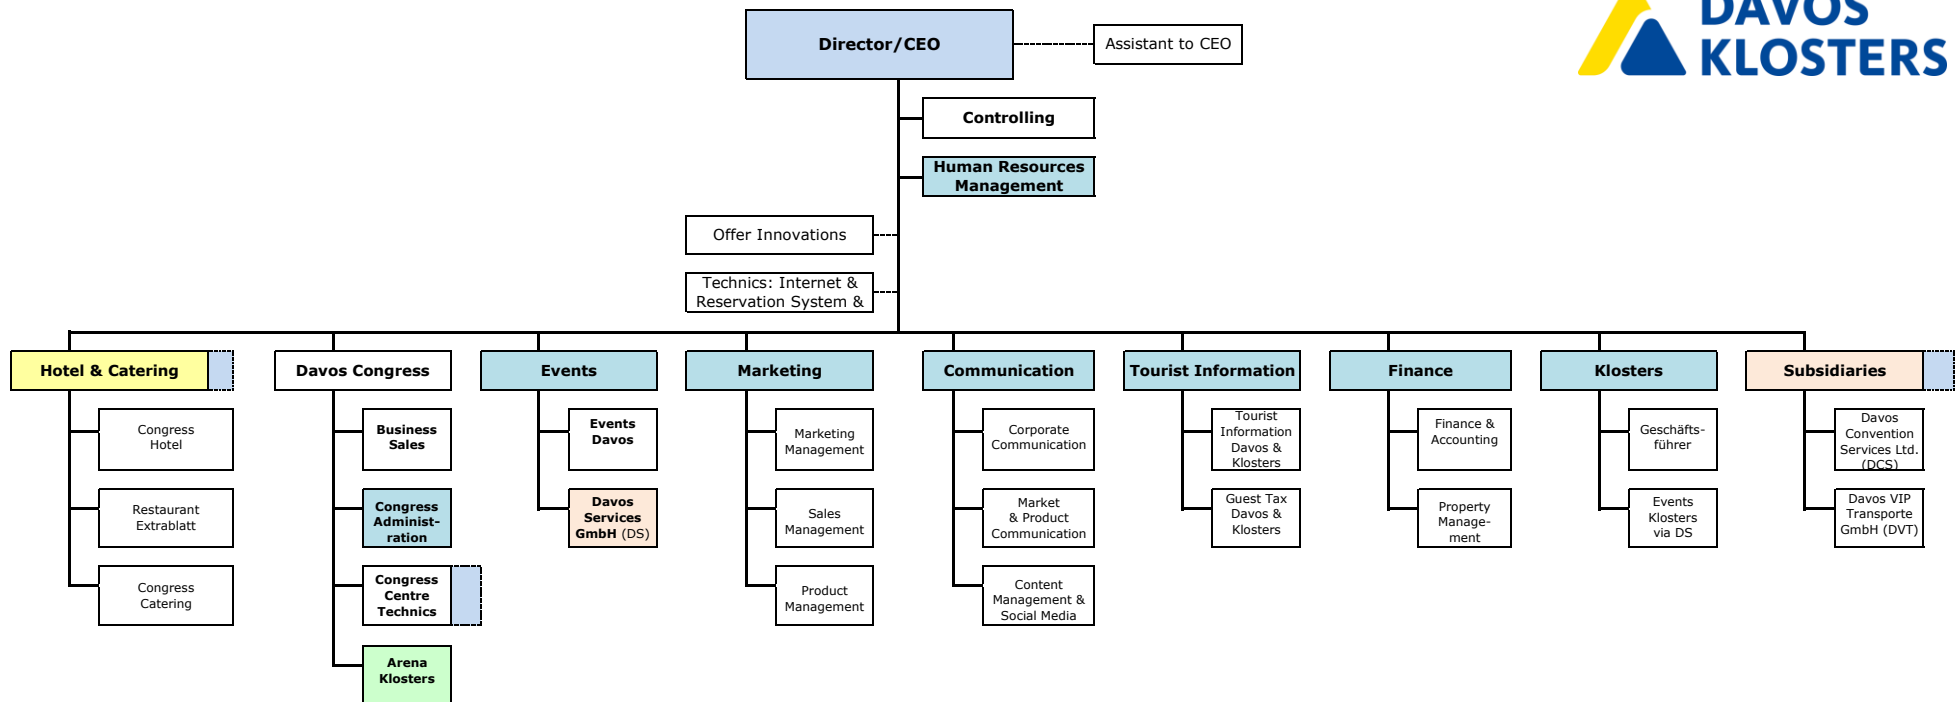 DAVOS
KLOSTERS
Director/CEO
Assistant to CEO
Controlling
Human Resources
Management
Offer Innovations
Technics: Internet &
Reservation System &
Hotel & Catering
Davos Congress
Events
Marketing
Communication
Tourist Information
Finance
Klosters
Subsidiaries
Congress
Hotel
Business
Sales
Events
Davos
Marketing
Management
Corporate
Communication
Tourist
Information
Davos &
Klosters
Finance &
Accounting
Geschäfts-
führer
Davos
Convention
Services Ltd.
(DCS)
Restaurant
Extrablatt
Congress
Administ-
ration
Davos
Services
GmbH (DS)
Sales
Management
Market
& Product
Communication
Guest Tax
Davos &
Klosters
Property
Manage-
ment
Events
Klosters
via DS
Davos VIP
Transporte
GmbH (DVT)
Congress
Catering
Congress
Centre
Technics
Product
Management
Content
Management &
Social Media
Arena
Klosters